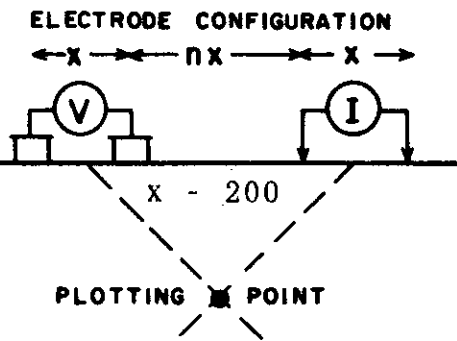 ELECTRODE CONFIGURATION
x nx x
V I
x - 200
PLOTTING POINT